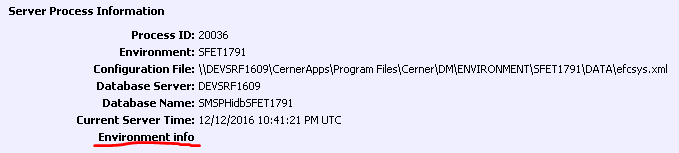 Server Process Information
Process ID: 20036
Environment: SFET1791
Configuration File: \\DEVSRF1609\CernerApps\Program Files\Cerner\DM\ENVIRONMENT\SFET1791\DATA\efcsys.xml
Database Server: DEVSRF1609
Database Name: SMSPHidbSFET1791
Current Server Time: 12/12/2016 10:41:21 PM UTC
Environment info